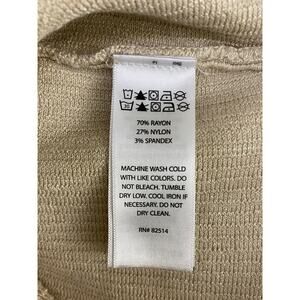 70% RAYON
27% NYLON
3% SPANDEX
MACHINE WASH COLD
WITH LIKE COLORS. DO
NOT BLEACH. TUMBLE
DRY LOW. COOL IRON IF
NECESSARY. DO NOT
DRY CLEAN.
RN# 82514